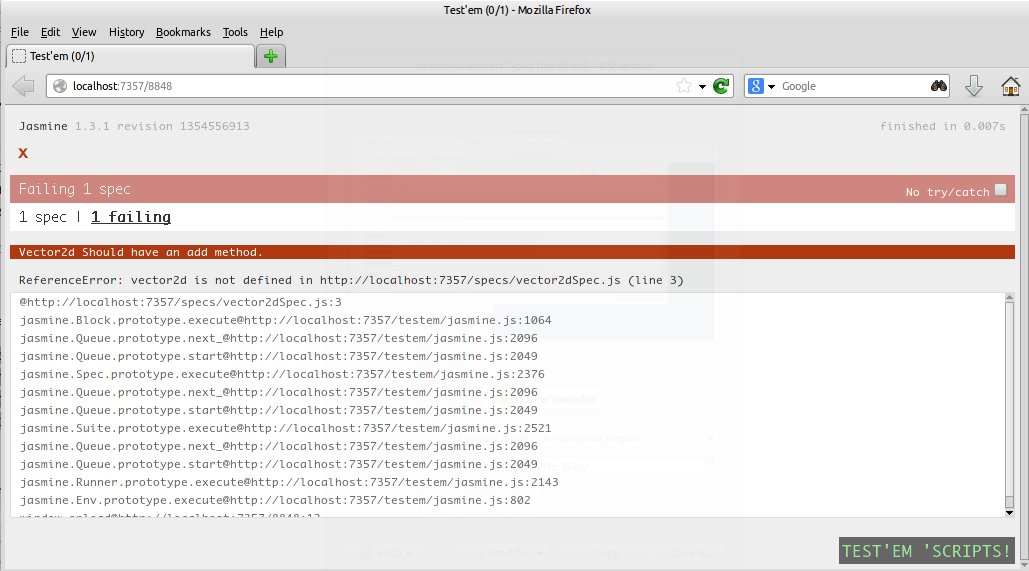 Test'em (0/1) - Mozilla Firefox
File Edit View History Bookmarks Tools Help
Test'em (0/1)
localhost:7357/8848
Google
Jasmine 1.3.1 revision 1354556913
finished in 0.007s
x
Failing 1 spec
No try/catch
1 spec | 1 failing
Vector2d Should have an add method.
ReferenceError: vector2d is not defined in http://localhost:7357/specs/vector2dSpec.js (line 3)
@http://localhost:7357/specs/vector2dSpec.js:3
jasmine.Block.prototype.execute@http://localhost:7357/testem/jasmine.js:1064
jasmine.Queue.prototype.next_@http://localhost:7357/testem/jasmine.js:2096
jasmine.Queue.prototype.start@http://localhost:7357/testem/jasmine.js:2049
jasmine.Spec.prototype.execute@http://localhost:7357/testem/jasmine.js:2376
jasmine.Queue.prototype.next_@http://localhost:7357/testem/jasmine.js:2096
jasmine.Queue.prototype.start@http://localhost:7357/testem/jasmine.js:2049
jasmine.Suite.prototype.execute@http://localhost:7357/testem/jasmine.js:2521
jasmine.Queue.prototype.next_@http://localhost:7357/testem/jasmine.js:2096
jasmine.Queue.prototype.start@http://localhost:7357/testem/jasmine.js:2049
jasmine.Runner.prototype.execute@http://localhost:7357/testem/jasmine.js:2143
jasmine.Env.prototype.execute@http://localhost:7357/testem/jasmine.js:802
Rectangular Region
No delay
Help
Send To...
Copy
Save As
TEST'EM 'SCRIPTS!